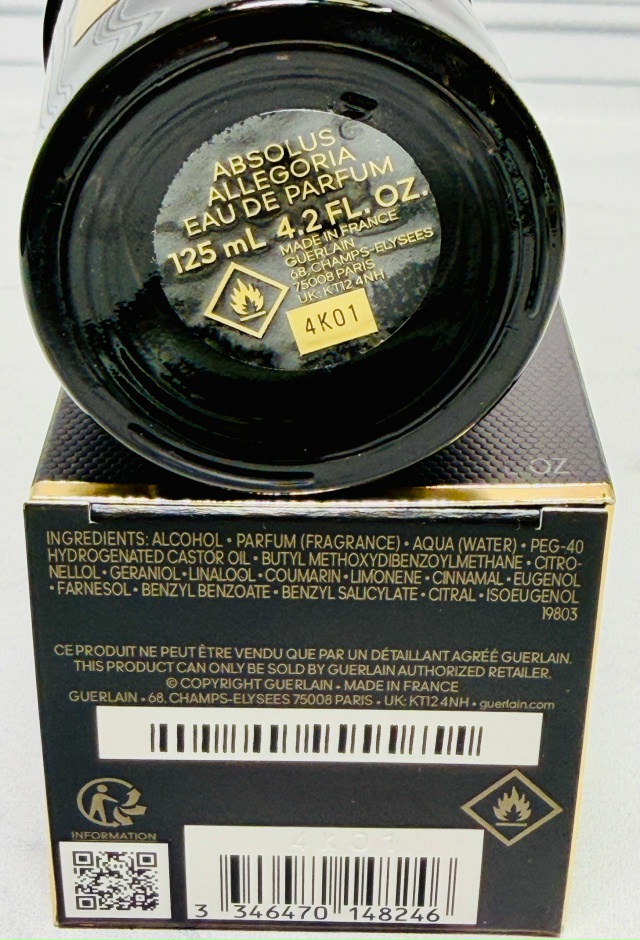 ABSOLUS
ALLEGORIA
EAU DE PARFUM
125 mL 4.2 FL. OZ.
MADE IN FRANCE
GUERLAIN
68, CHAMPS-ELYSEES
75008 PARIS
UK: KT12 4NH
4K01
OZ
INGREDIENTS: ALCOHOL • PARFUM (FRAGRANCE) • AQUA (WATER) • PEG-40
HYDROGENATED CASTOR OIL • BUTYL METHOXYDIBENZOYLMETHANE • CITRO-
NELLOL • GERANIOL • LINALOOL • COUMARIN • LIMONENE • CINNAMAL • EUGENOL
• FARNESOL • BENZYL BENZOATE • BENZYL SALICYLATE • CITRAL • ISOEUGENOL
19803
CE PRODUIT NE PEUT ÊTRE VENDU QUE PAR UN DÉTAILLANT AGRÉÉ GUERLAIN.
THIS PRODUCT CAN ONLY BE SOLD BY GUERLAIN AUTHORIZED RETAILER.
© COPYRIGHT GUERLAIN • MADE IN FRANCE
GUERLAIN • 68, CHAMPS-ELYSEES 75008 PARIS • UK: KT12 4NH • guerlain.com
INFORMATION
4K01
3 346470 148246